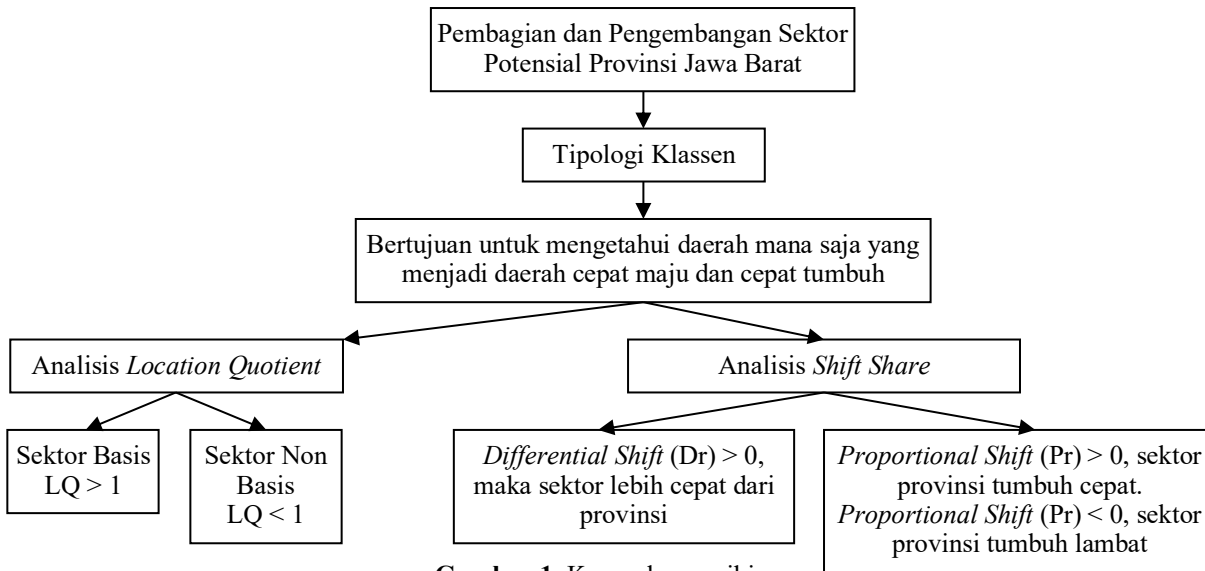 Pembagian dan Pengembangan Sektor
Potensial Provinsi Jawa Barat
Tipologi Klassen
Bertujuan untuk mengetahui daerah mana saja yang
menjadi daerah cepat maju dan cepat tumbuh
Analisis Location Quotient
Analisis Shift Share
Sektor Basis
LQ > 1
Sektor Non
Basis
LQ < 1
Differential Shift (Dr) > 0,
maka sektor lebih cepat dari
provinsi
Proportional Shift (Pr) > 0, sektor
provinsi tumbuh cepat.
Proportional Shift (Pr) < 0, sektor
provinsi tumbuh lambat